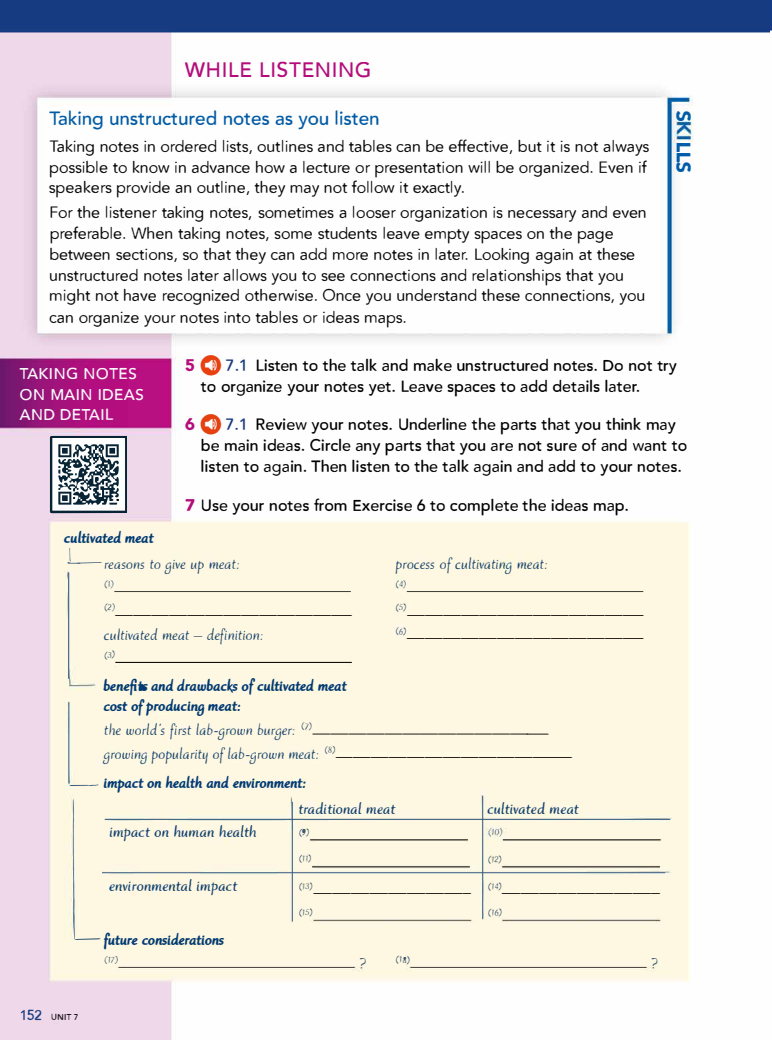 WHILE LISTENING
Taking unstructured notes as you listen
Taking notes in ordered lists, outlines and tables can be effective, but it is not always
possible to know in advance how a lecture or presentation will be organized. Even if
speakers provide an outline, they may not follow it exactly.
For the listener taking notes, sometimes a looser organization is necessary and even
preferable. When taking notes, some students leave empty spaces on the page
between sections, so that they can add more notes in later. Looking again at these
unstructured notes later allows you to see connections and relationships that you
might not have recognized otherwise. Once you understand these connections, you
can organize your notes into tables or ideas maps.
SKILLS
TAKING NOTES
ON MAIN IDEAS
AND DETAIL
5 7.1 Listen to the talk and make unstructured notes. Do not try
to organize your notes yet. Leave spaces to add details later.
6 7.1 Review your notes. Underline the parts that you think may
be main ideas. Circle any parts that you are not sure of and want to
listen to again. Then listen to the talk again and add to your notes.
7 Use your notes from Exercise 6 to complete the ideas map.
cultivated meat
reasons to give up meat:
(1)
(2)
cultivated meat – definition:
(3)
process of cultivating meat:
(4)
(5)
(6)
benefits and drawbacks of cultivated meat
cost of producing meat:
the world's first lab-grown burger: (7)
growing popularity of lab-grown meat: (8)
impact on health and environment:
traditional meat cultivated meat
impact on human health (9) (10)
(11) (12)
environmental impact (13) (14)
(15) (16)
future considerations
(17) ? (18) ?
152 UNIT 7